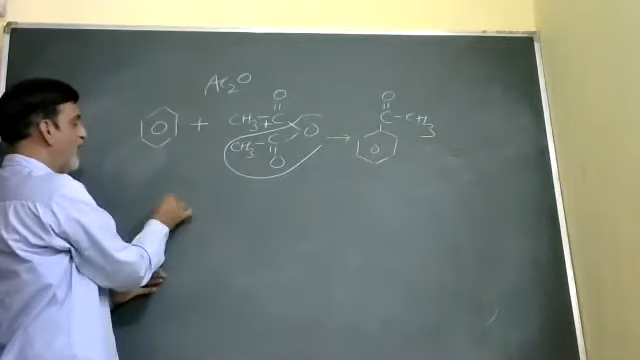 Ac₂O
O O
CH₃-C C-CH₃
+ O →
CH₃-C
O